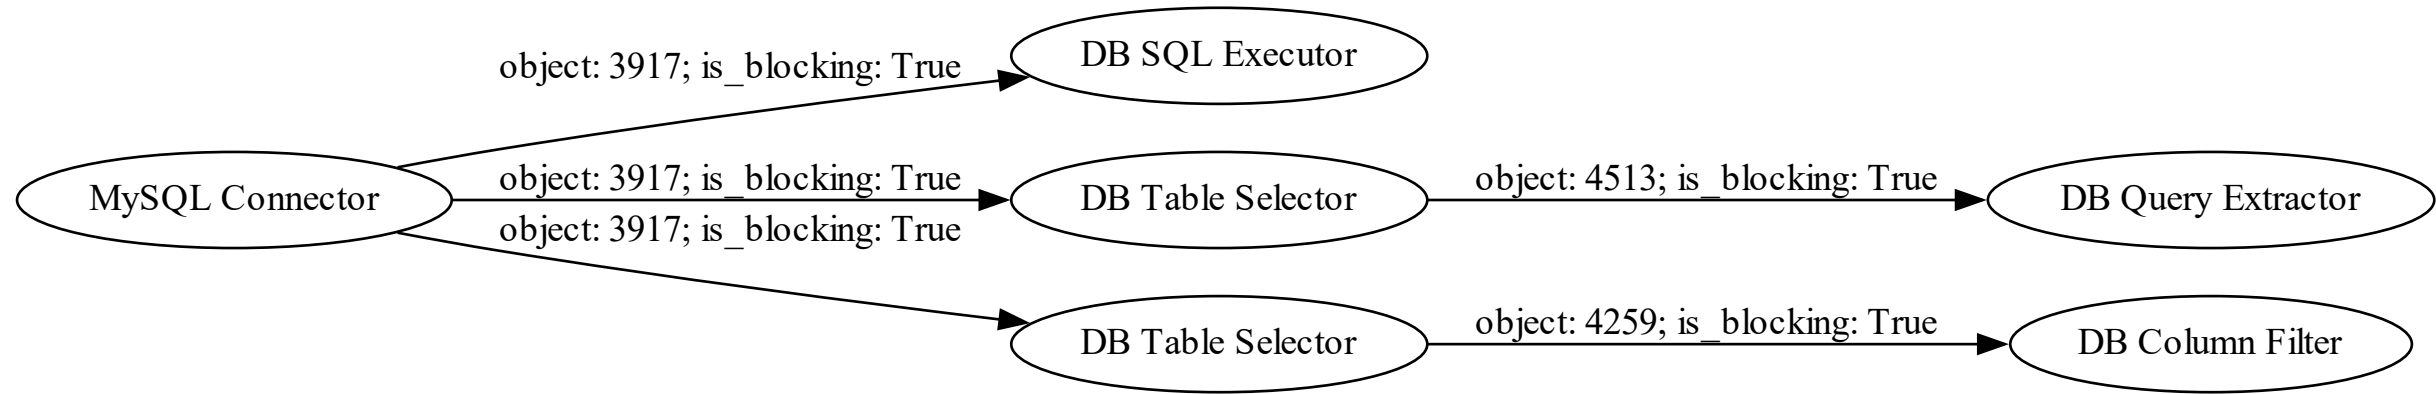 object: 3917; is_blocking: True
DB SQL Executor
MySQL Connector
object: 3917; is_blocking: True
DB Table Selector
object: 4513; is_blocking: True
DB Query Extractor
object: 3917; is_blocking: True
DB Table Selector
object: 4259; is_blocking: True
DB Column Filter